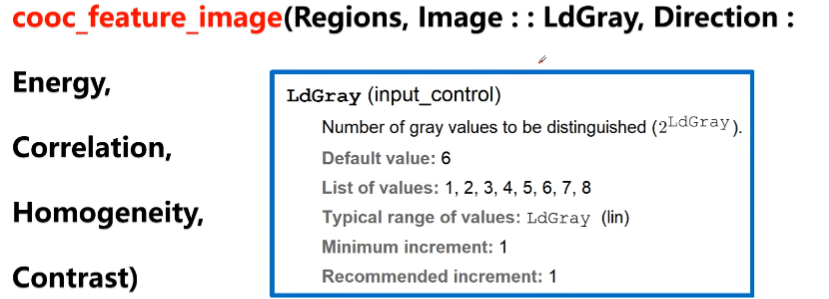 cooc_feature_image(Regions, Image : : LdGray, Direction :
Energy,
Correlation,
Homogeneity,
Contrast)
LdGray (input_control)
Number of gray values to be distinguished (2^LdGray).
Default value: 6
List of values: 1, 2, 3, 4, 5, 6, 7, 8
Typical range of values: LdGray (lin)
Minimum increment: 1
Recommended increment: 1